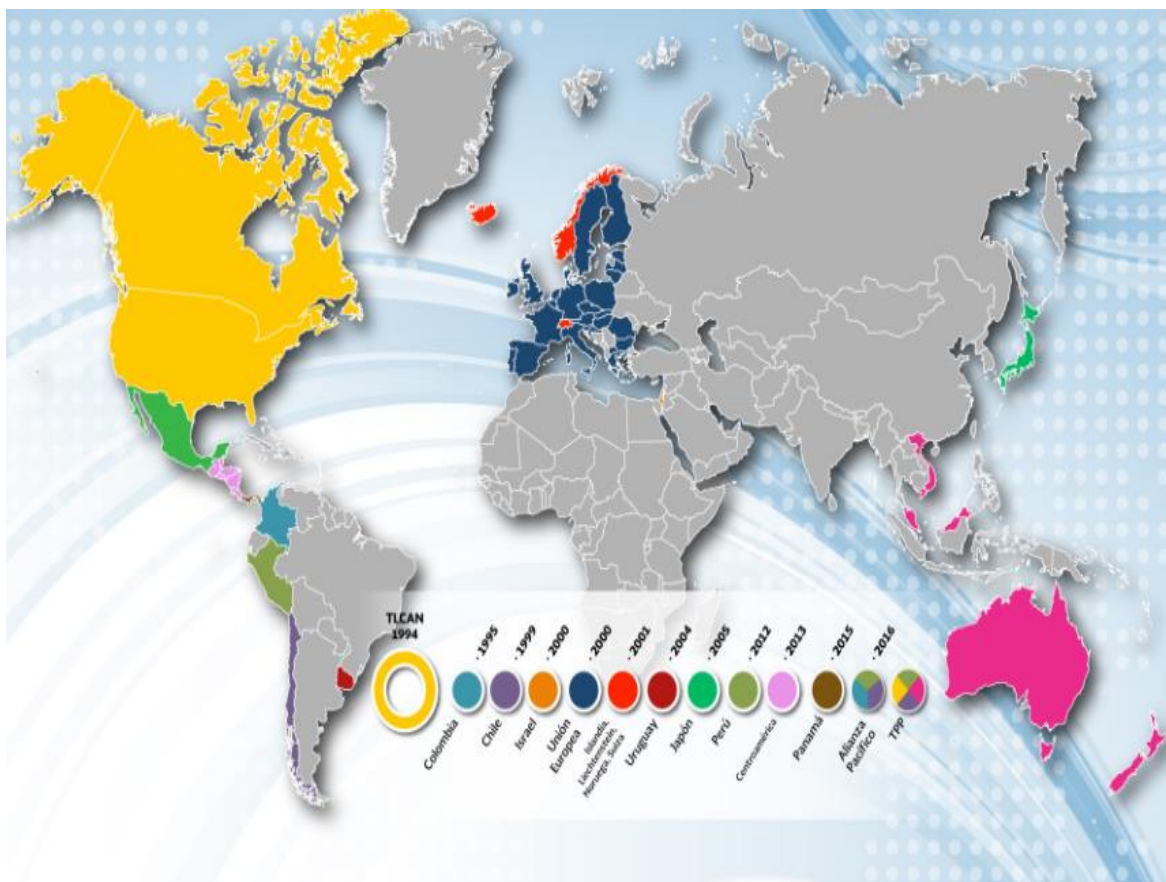 TLCAN
1994
· 1995
· 1999
· 2000
· 2000
· 2001
· 2004
· 2005
· 2012
· 2013
· 2015
· 2016
Colombia
Chile
Israel
Unión
Europea
Islandia,
Liechtenstein,
Noruega, Suiza
Uruguay
Japón
Perú
Centroamérica
Panamá
Alianza
Pacífico
TPP